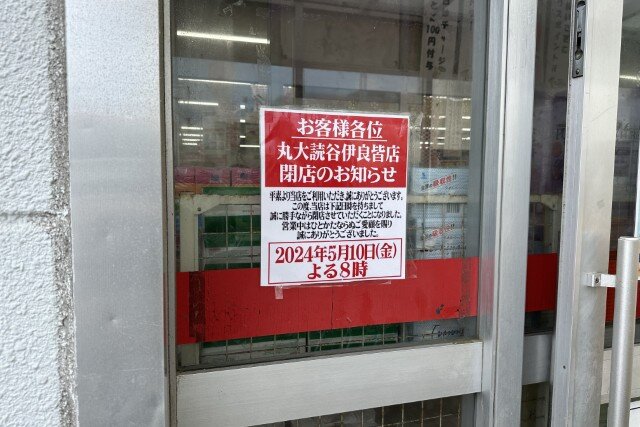 お客様各位
丸大読谷伊良皆店
閉店のお知らせ
平素より当店をご利用いただき、誠にありがとうございます。
この度、当店は下記日時を持ちまして
誠に勝手ながら閉店させていただくことになりました。
営業中はひとかたならぬご愛顧を賜り
誠にありがとうございました。
2024年5月10日(金)
よる8時